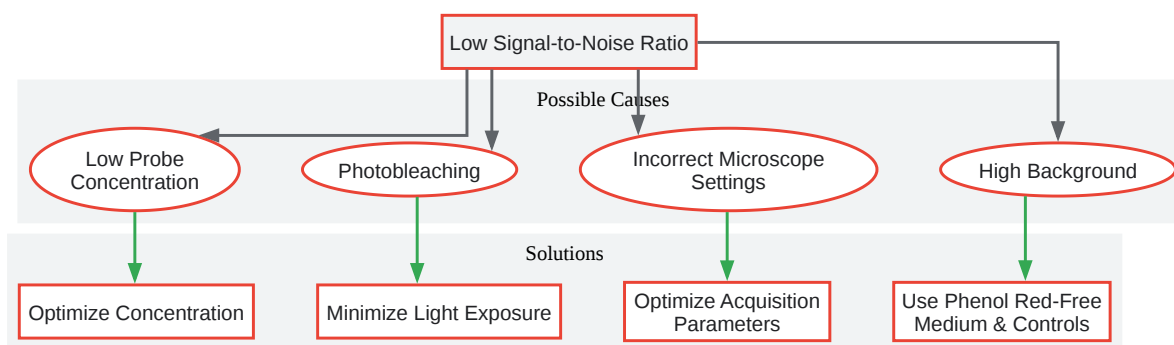 Low Signal-to-Noise Ratio
Possible Causes
Low Probe
Concentration
Photobleaching
Incorrect Microscope
Settings
High Background
Solutions
Optimize Concentration
Minimize Light Exposure
Optimize Acquisition
Parameters
Use Phenol Red-Free
Medium & Controls